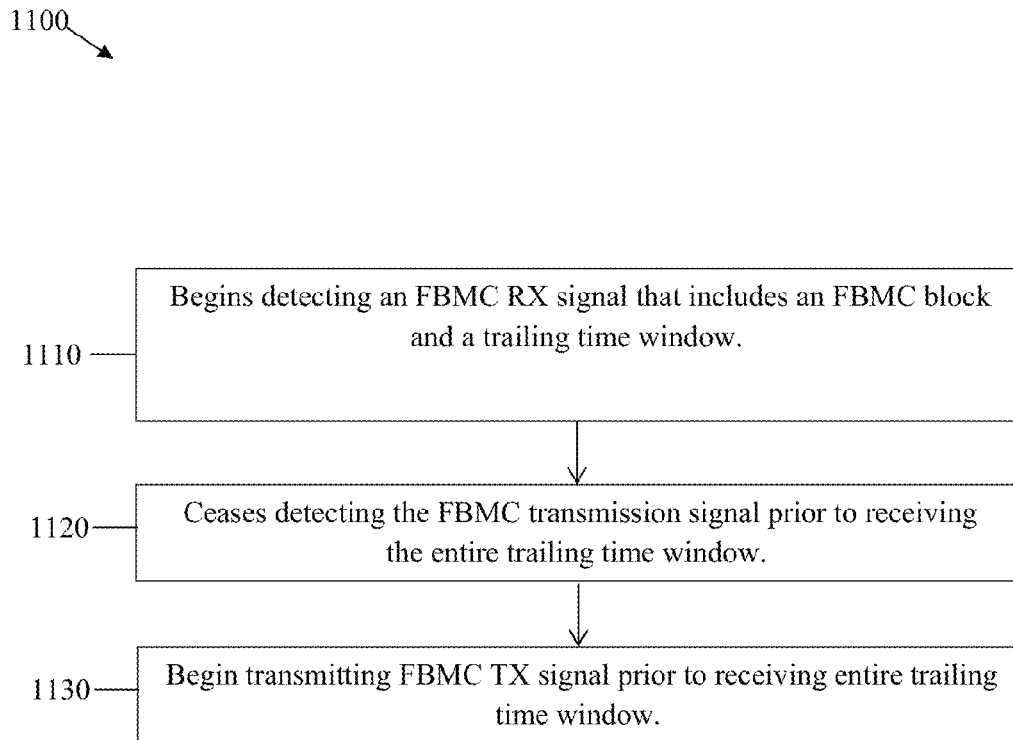 1100
Begins detecting an FBMC RX signal that includes an FBMC block
and a trailing time window.
1110
Ceases detecting the FBMC transmission signal prior to receiving
the entire trailing time window.
1120
Begin transmitting FBMC TX signal prior to receiving entire trailing
time window.
1130